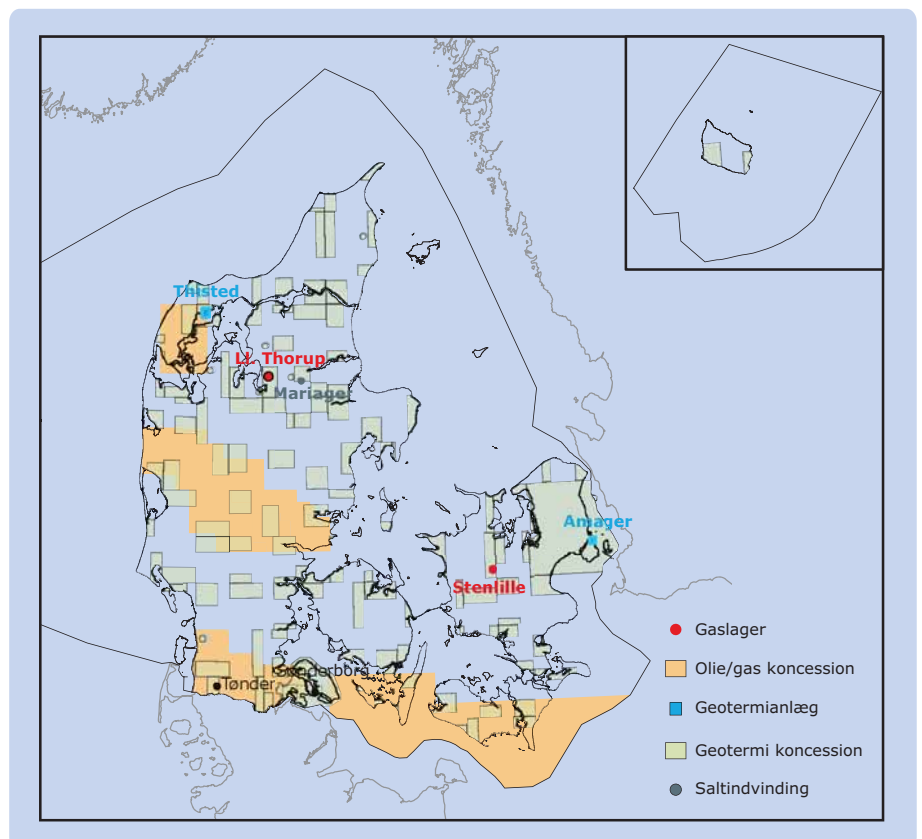 Thisted
Ll. Thorup
Mariager
Amager
Stenlille
Sønderborg
Tønder
Gaslager
Olie/gas koncession
Geotermianlæg
Geotermi koncession
Saltindvinding